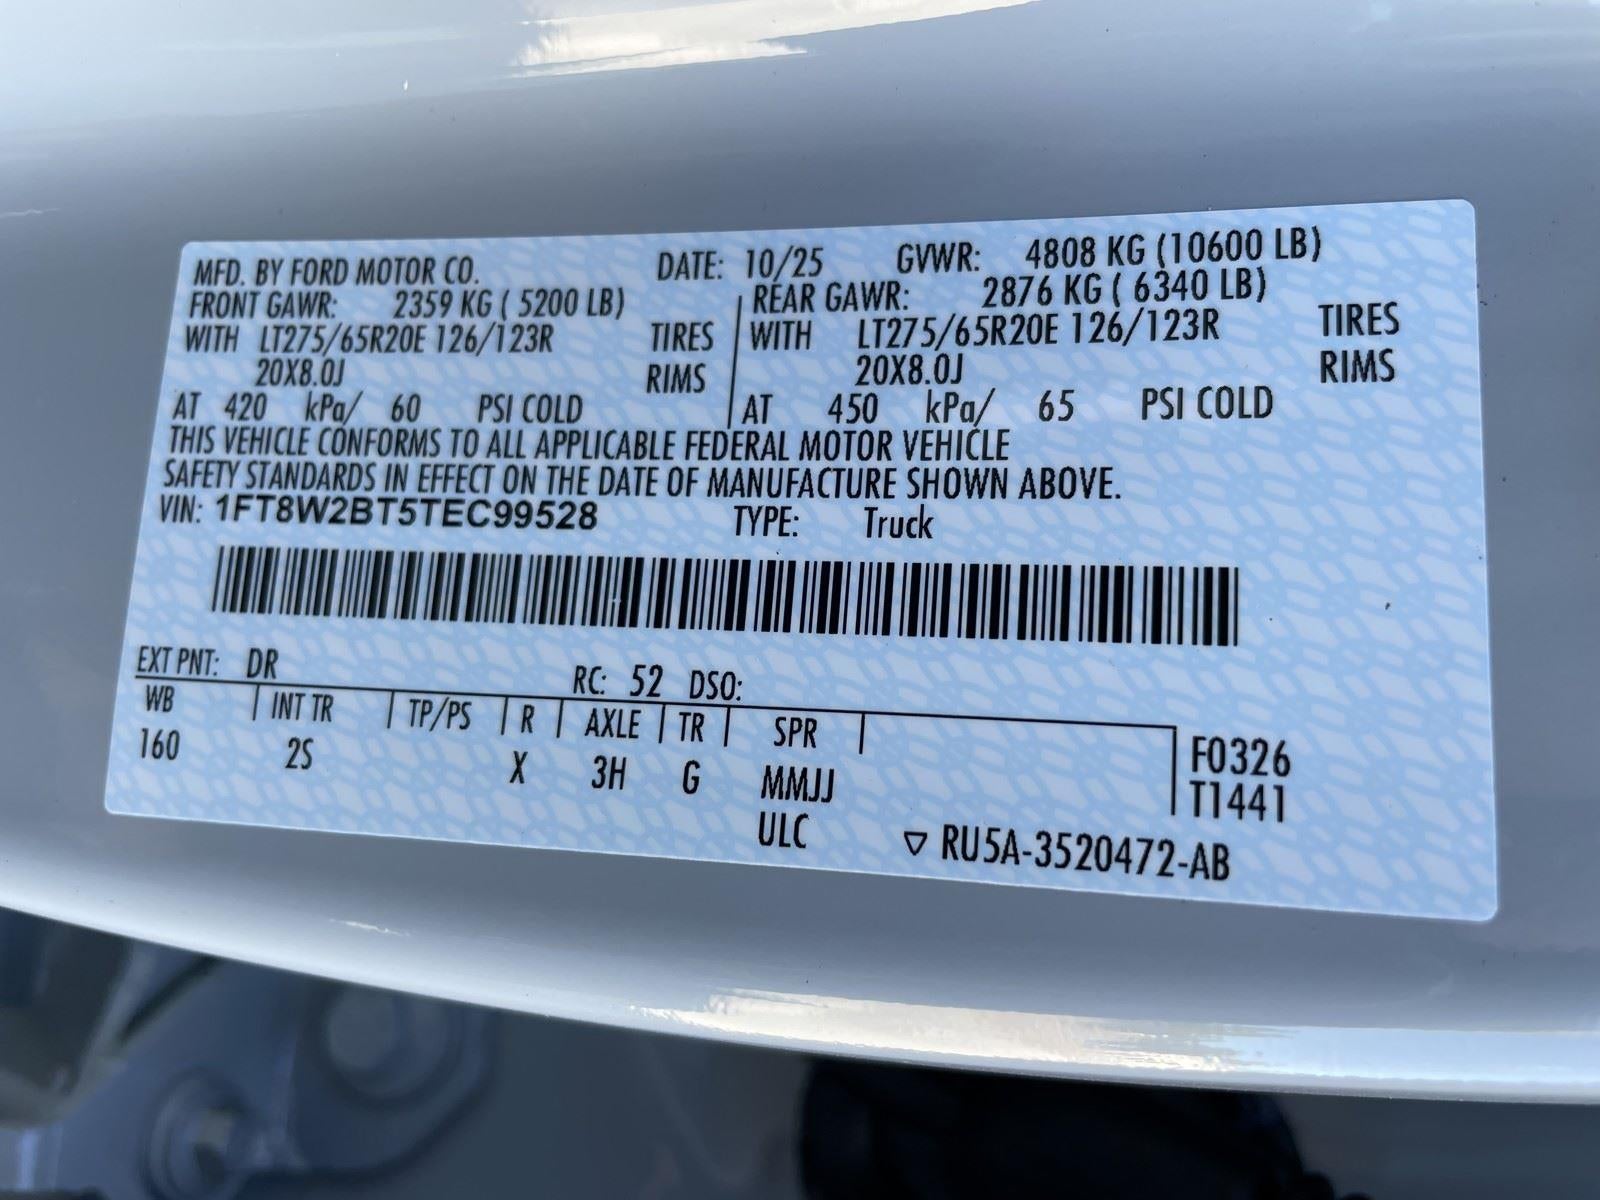 MFD. BY FORD MOTOR CO. DATE: 10/25 GVWR: 4808 KG (10600 LB)
FRONT GAWR: 2359 KG ( 5200 LB) REAR GAWR: 2876 KG ( 6340 LB)
WITH LT275/65R20E 126/123R TIRES WITH LT275/65R20E 126/123R TIRES
20X8.0J RIMS 20X8.0J RIMS
AT 420 kPa/ 60 PSI COLD AT 450 kPa/ 65 PSI COLD
THIS VEHICLE CONFORMS TO ALL APPLICABLE FEDERAL MOTOR VEHICLE
SAFETY STANDARDS IN EFFECT ON THE DATE OF MANUFACTURE SHOWN ABOVE.
VIN: 1FT8W2BT5TEC99528 TYPE: Truck
EXT PNT: DR RC: 52 DSO:
WB INT TR TP/PS R AXLE TR SPR F0326
160 2S X 3H G MMJJ T1441
ULC ▽ RU5A-3520472-AB